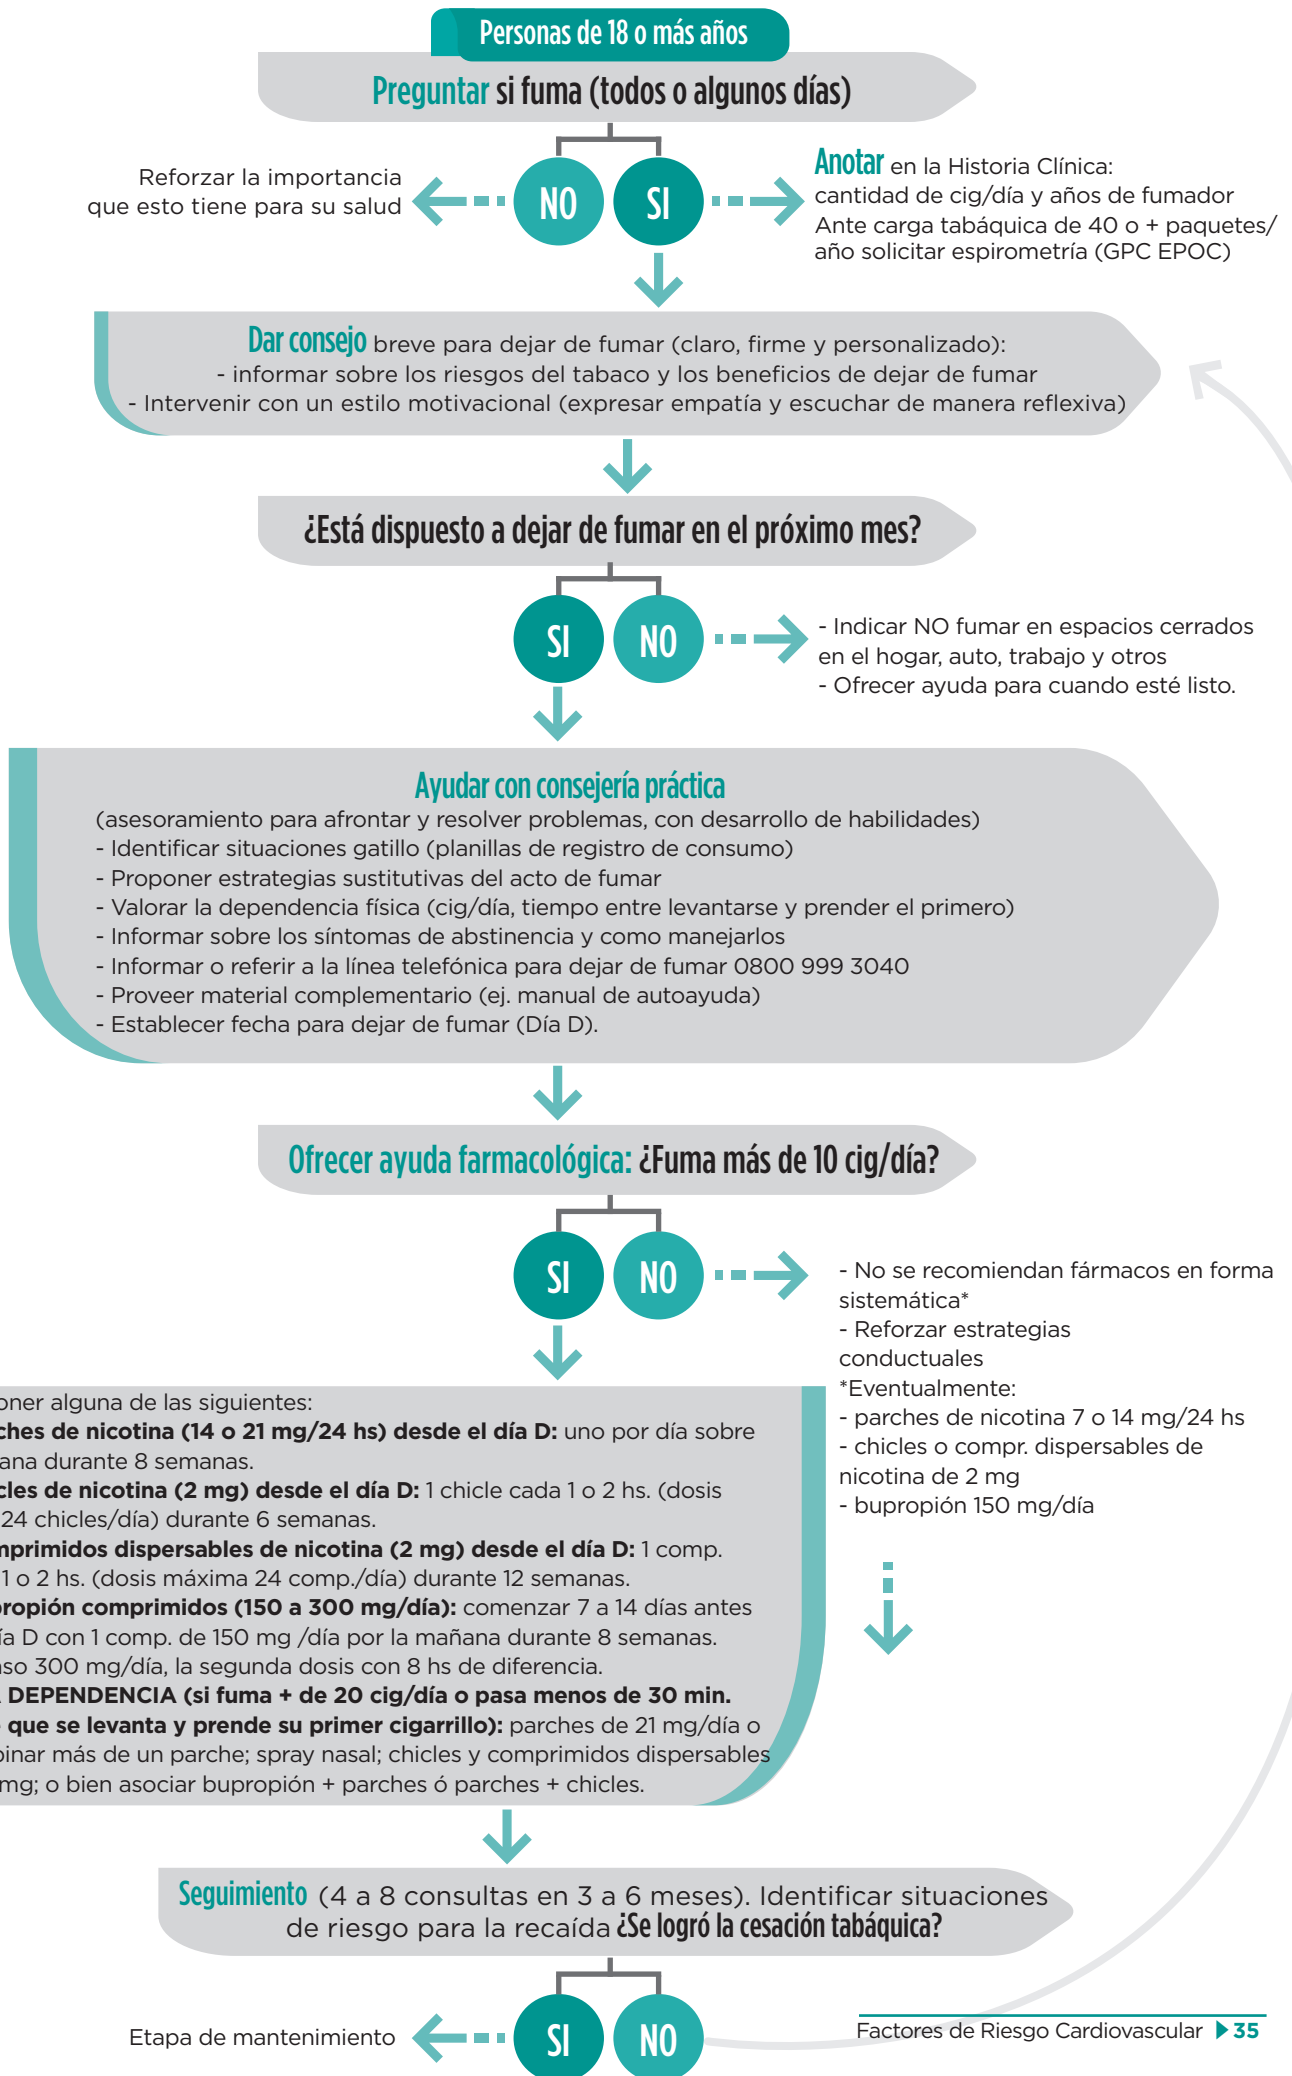 Personas de 18 o más años
Preguntar si fuma (todos o algunos días)
NO
SI
Reforzar la importancia
que esto tiene para su salud
Anotar en la Historia Clínica:
cantidad de cig/día y años de fumador
Ante carga tabáquica de 40 o + paquetes/
año solicitar espirometría (GPC EPOC)
Dar consejo breve para dejar de fumar (claro, firme y personalizado):
- informar sobre los riesgos del tabaco y los beneficios de dejar de fumar
- Intervenir con un estilo motivacional (expresar empatía y escuchar de manera reflexiva)
¿Está dispuesto a dejar de fumar en el próximo mes?
SI
NO
- Indicar NO fumar en espacios cerrados
en el hogar, auto, trabajo y otros
- Ofrecer ayuda para cuando esté listo.
Ayudar con consejería práctica
(asesoramiento para afrontar y resolver problemas, con desarrollo de habilidades)
- Identificar situaciones gatillo (planillas de registro de consumo)
- Proponer estrategias sustitutivas del acto de fumar
- Valorar la dependencia física (cig/día, tiempo entre levantarse y prender el primero)
- Informar sobre los síntomas de abstinencia y como manejarlos
- Informar o referir a la línea telefónica para dejar de fumar 0800 999 3040
- Proveer material complementario (ej. manual de autoayuda)
- Establecer fecha para dejar de fumar (Día D).
Ofrecer ayuda farmacológica: ¿Fuma más de 10 cig/día?
SI
NO
- No se recomiendan fármacos en forma
sistemática*
- Reforzar estrategias
conductuales
*Eventualmente:
- parches de nicotina 7 o 14 mg/24 hs
- chicles o compr. dispersables de
nicotina de 2 mg
- bupropión 150 mg/día
oner alguna de las siguientes:
ches de nicotina (14 o 21 mg/24 hs) desde el día D: uno por día sobre
ana durante 8 semanas.
cles de nicotina (2 mg) desde el día D: 1 chicle cada 1 o 2 hs. (dosis
24 chicles/día) durante 6 semanas.
mprimidos dispersables de nicotina (2 mg) desde el día D: 1 comp.
1 o 2 hs. (dosis máxima 24 comp./día) durante 12 semanas.
propión comprimidos (150 a 300 mg/día): comenzar 7 a 14 días antes
ía D con 1 comp. de 150 mg /día por la mañana durante 8 semanas.
aso 300 mg/día, la segunda dosis con 8 hs de diferencia.
A DEPENDENCIA (si fuma + de 20 cig/día o pasa menos de 30 min.
e que se levanta y prende su primer cigarrillo): parches de 21 mg/día o
binar más de un parche; spray nasal; chicles y comprimidos dispersables
mg; o bien asociar bupropión + parches ó parches + chicles.
Seguimiento (4 a 8 consultas en 3 a 6 meses). Identificar situaciones
de riesgo para la recaída ¿Se logró la cesación tabáquica?
Etapa de mantenimiento
SI
NO
Factores de Riesgo Cardiovascular 35